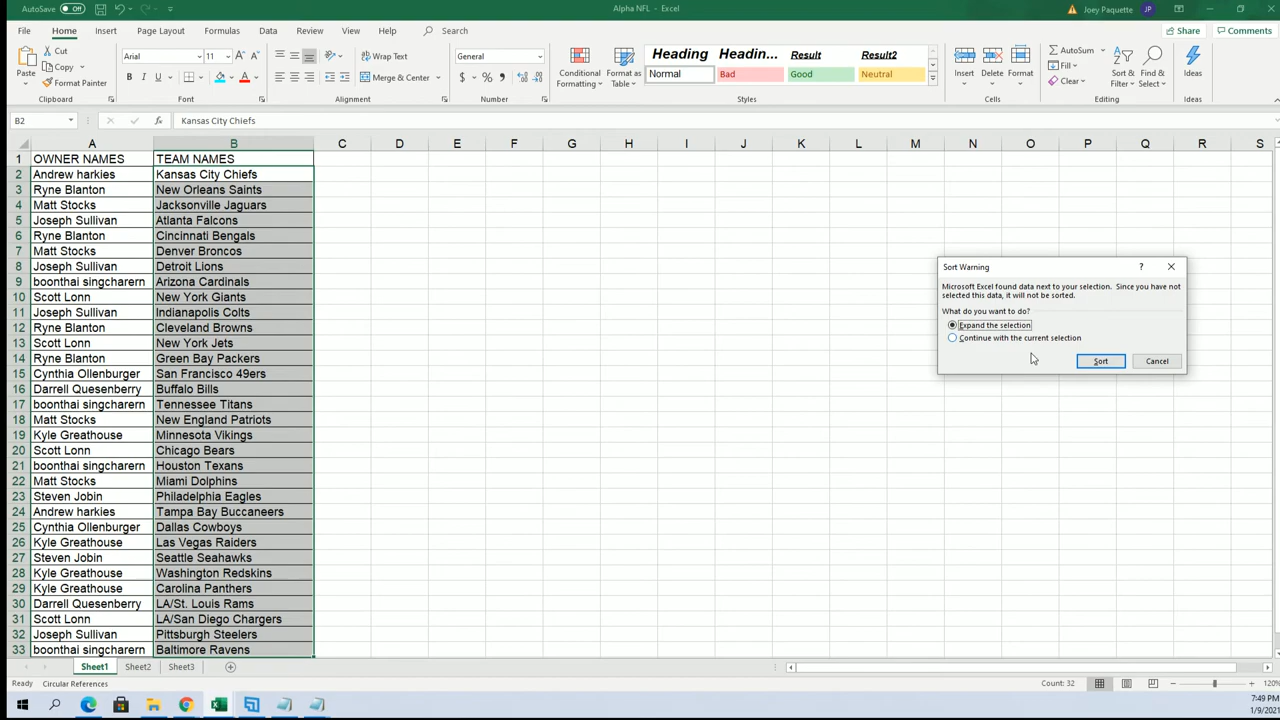 AutoSave Off
Alpha NFL - Excel
Joey Paquette JP
File Home Insert Page Layout Formulas Data Review View Help Search
Share Comments
Paste
Cut
Copy
Format Painter
Clipboard
Arial 11
B I U
Font
Wrap Text
Merge & Center
Alignment
General
$ % ,
Number
Conditional Formatting
Format as Table
Heading Headin... Result Result2
Normal Bad Good Neutral
Styles
Insert Delete Format
Cells
AutoSum
Fill
Clear
Sort & Filter
Find & Select
Editing
Ideas
Ideas
B2 fx Kansas City Chiefs
A B C D E F G H I J K L M N O P Q R S
1 OWNER NAMES TEAM NAMES
2 Andrew harkies Kansas City Chiefs
3 Ryne Blanton New Orleans Saints
4 Matt Stocks Jacksonville Jaguars
5 Joseph Sullivan Atlanta Falcons
6 Ryne Blanton Cincinnati Bengals
7 Matt Stocks Denver Broncos
8 Joseph Sullivan Detroit Lions
9 boonthai singcharern Arizona Cardinals
10 Scott Lonn New York Giants
11 Joseph Sullivan Indianapolis Colts
12 Ryne Blanton Cleveland Browns
13 Scott Lonn New York Jets
14 Ryne Blanton Green Bay Packers
15 Cynthia Ollenburger San Francisco 49ers
16 Darrell Quesenberry Buffalo Bills
17 boonthai singcharern Tennessee Titans
18 Matt Stocks New England Patriots
19 Kyle Greathouse Minnesota Vikings
20 Scott Lonn Chicago Bears
21 boonthai singcharern Houston Texans
22 Matt Stocks Miami Dolphins
23 Steven Jobin Philadelphia Eagles
24 Andrew harkies Tampa Bay Buccaneers
25 Cynthia Ollenburger Dallas Cowboys
26 Kyle Greathouse Las Vegas Raiders
27 Steven Jobin Seattle Seahawks
28 Kyle Greathouse Washington Redskins
29 Kyle Greathouse Carolina Panthers
30 Darrell Quesenberry LA/St. Louis Rams
31 Scott Lonn LA/San Diego Chargers
32 Joseph Sullivan Pittsburgh Steelers
33 boonthai singcharern Baltimore Ravens
Sort Warning ?
Microsoft Excel found data next to your selection. Since you have not
selected this data, it will not be sorted.
What do you want to do?
Expand the selection
Continue with the current selection
Sort Cancel
Sheet1 Sheet2 Sheet3
Ready Circular References
Count: 32
120%
7:49 PM
1/9/2021